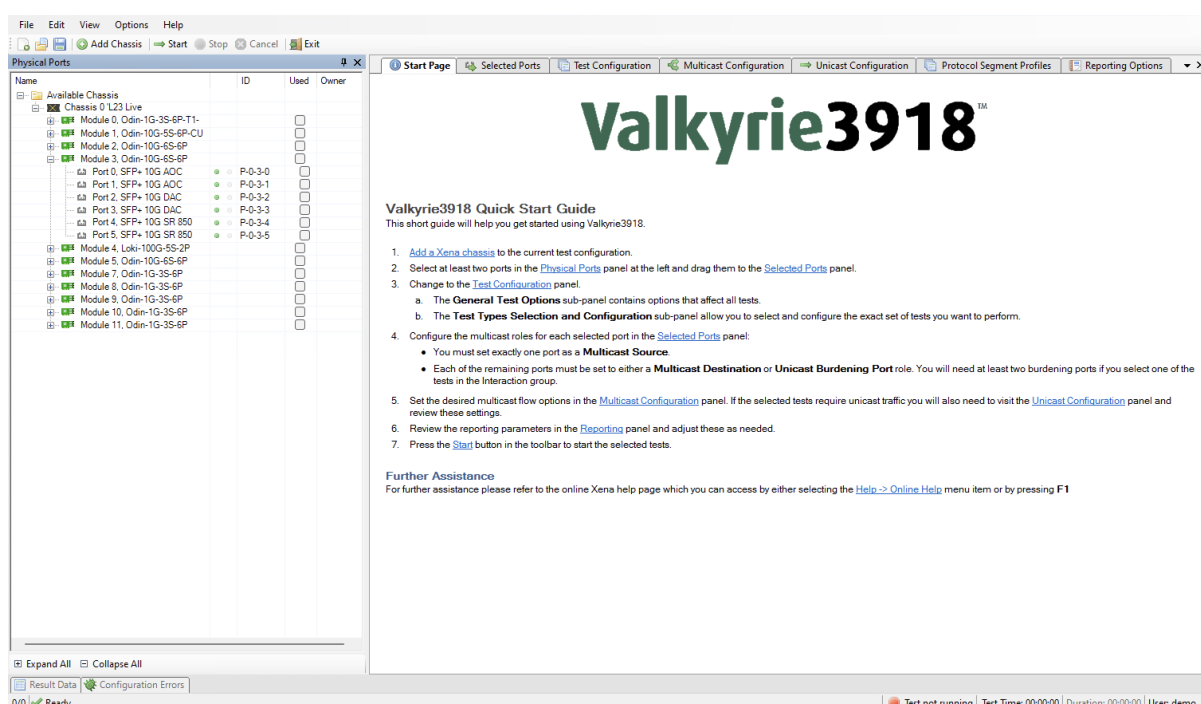 File Edit View Options Help
Add Chassis Start Stop Cancel Exit
Physical Ports
Name ID Used Owner
Available Chassis
Chassis 0 'L23 Live
Module 0, Odin-1G-3S-6P-T1-
Module 1, Odin-10G-5S-6P-CU
Module 2, Odin-10G-6S-6P
Module 3, Odin-10G-6S-6P
Port 0, SFP+ 10G AOC P-0-3-0
Port 1, SFP+ 10G AOC P-0-3-1
Port 2, SFP+ 10G DAC P-0-3-2
Port 3, SFP+ 10G DAC P-0-3-3
Port 4, SFP+ 10G SR 850 P-0-3-4
Port 5, SFP+ 10G SR 850 P-0-3-5
Module 4, Loki-100G-5S-2P
Module 5, Odin-10G-6S-6P
Module 7, Odin-1G-3S-6P
Module 8, Odin-1G-3S-6P
Module 9, Odin-1G-3S-6P
Module 10, Odin-1G-3S-6P
Module 11, Odin-1G-3S-6P
Expand All Collapse All
Start Page Selected Ports Test Configuration Multicast Configuration Unicast Configuration Protocol Segment Profiles Reporting Options
Valkyrie3918™
Valkyrie3918 Quick Start Guide
This short guide will help you get started using Valkyrie3918.
1. Add a Xena chassis to the current test configuration.
2. Select at least two ports in the Physical Ports panel at the left and drag them to the Selected Ports panel.
3. Change to the Test Configuration panel.
a. The General Test Options sub-panel contains options that affect all tests.
b. The Test Types Selection and Configuration sub-panel allow you to select and configure the exact set of tests you want to perform.
4. Configure the multicast roles for each selected port in the Selected Ports panel:
• You must set exactly one port as a Multicast Source.
• Each of the remaining ports must be set to either a Multicast Destination or Unicast Burdening Port role. You will need at least two burdening ports if you select one of the
tests in the Interaction group.
5. Set the desired multicast flow options in the Multicast Configuration panel. If the selected tests require unicast traffic you will also need to visit the Unicast Configuration panel and
review these settings.
6. Review the reporting parameters in the Reporting panel and adjust these as needed.
7. Press the Start button in the toolbar to start the selected tests.
Further Assistance
For further assistance please refer to the online Xena help page which you can access by either selecting the Help -> Online Help menu item or by pressing F1
Result Data Configuration Errors
0/0 Ready Test not running Test Time: 00:00:00 Duration: 00:00:00 User: demo